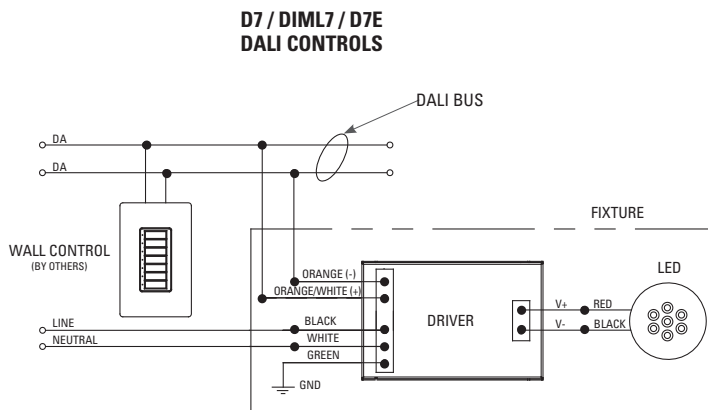 D7 / DIML7 / D7E
DALI CONTROLS
DALI BUS
DA
DA
FIXTURE
WALL CONTROL
(BY OTHERS)
ORANGE (-)
ORANGE/WHITE (+)
LED
LINE
BLACK
DRIVER
V+
RED
NEUTRAL
WHITE
V-
BLACK
GREEN
GND